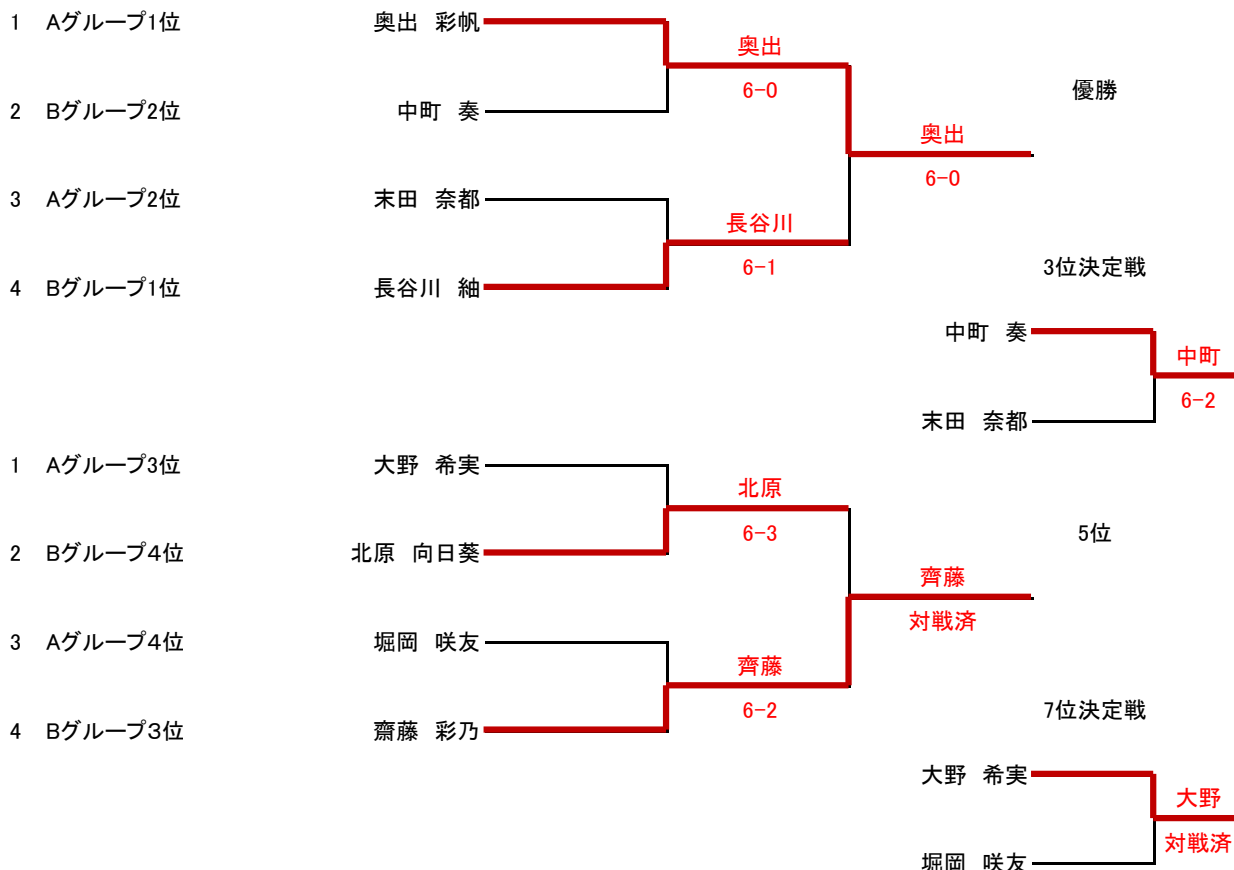 1 Aグループ1位 奥出 彩帆
奥出
6-0
優勝
2 Bグループ2位 中町 奏
奥出
6-0
3 Aグループ2位 末田 奈都
長谷川
6-1
3位決定戦
4 Bグループ1位 長谷川 紬
中町 奏
中町
6-2
末田 奈都
1 Aグループ3位 大野 希実
北原
6-3
5位
2 Bグループ４位 北原 向日葵
齊藤
対戦済
3 Aグループ４位 堀岡 咲友
齊藤
6-2
7位決定戦
4 Bグループ３位 齋藤 彩乃
大野 希実
大野
対戦済
堀岡 咲友